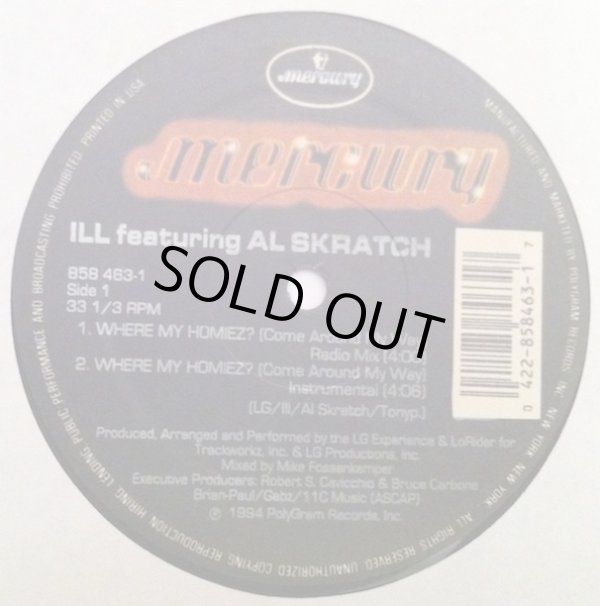 mercury
mercury
ILL featuring AL SKRATCH
858 463-1
Side 1
33 1/3 RPM
1. WHERE MY HOMIEZ? (Come Around My Way)
Radio Mix
2. WHERE MY HOMIEZ? (Come Around My Way)
Instrumental (4:06)
(LG/Ill/Al Skratch/Tonyp.)
Produced, Arranged and Performed by the LG Experience & LoRider for
Trackworkz, Inc. & LG Productions, Inc.
Mixed by Mike Fossenkemper
Executive Producers: Robert S. Cavicchio & Bruce Carbone
Brian-Paul/Gabz/11C Music (ASCAP)
℗ 1994 PolyGram Records, Inc.
0 422-858463-1 7
SOLD OUT
MANUFACTURED AND MARKETED BY POLYGRAM RECORDS, INC. NEW YORK, NEW YORK. ALL RIGHTS RESERVED. UNAUTHORIZED COPYING REPRODUCTION HIRING LENDING PUBLIC PERFORMANCE AND BROADCASTING PROHIBITED. PRINTED IN USA